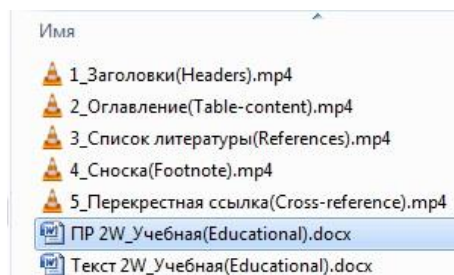 Имя
1_Заголовки(Headers).mp4
2_Оглавление(Table-content).mp4
3_Список литературы(References).mp4
4_Сноска(Footnote).mp4
5_Перекрестная ссылка(Cross-reference).mp4
ПР 2W_Учебная(Educational).docx
Текст 2W_Учебная(Educational).docx